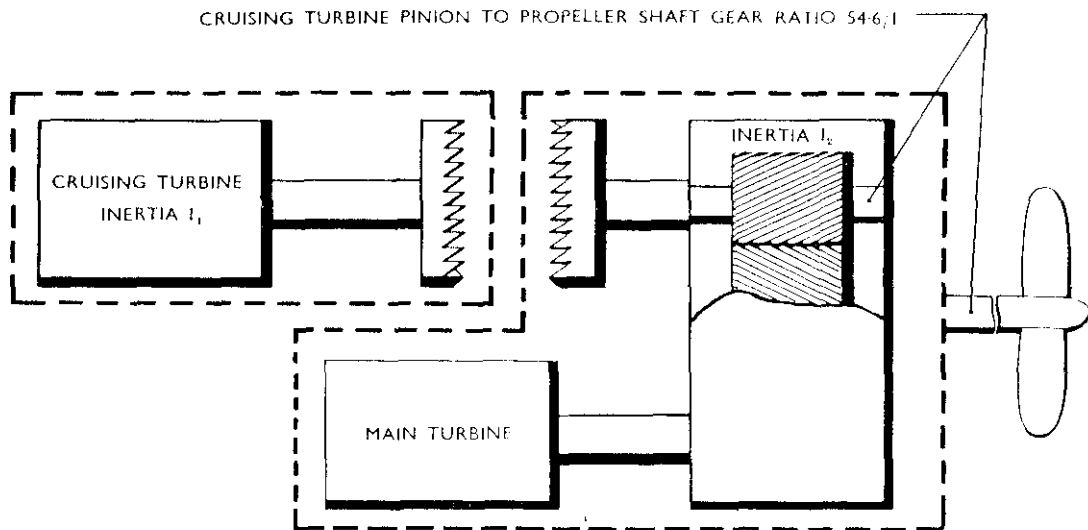 CRUISING TURBINE PINION TO PROPELLER SHAFT GEAR RATIO 54·6/1
INERTIA I₂
CRUISING TURBINE
INERTIA I₁
MAIN TURBINE